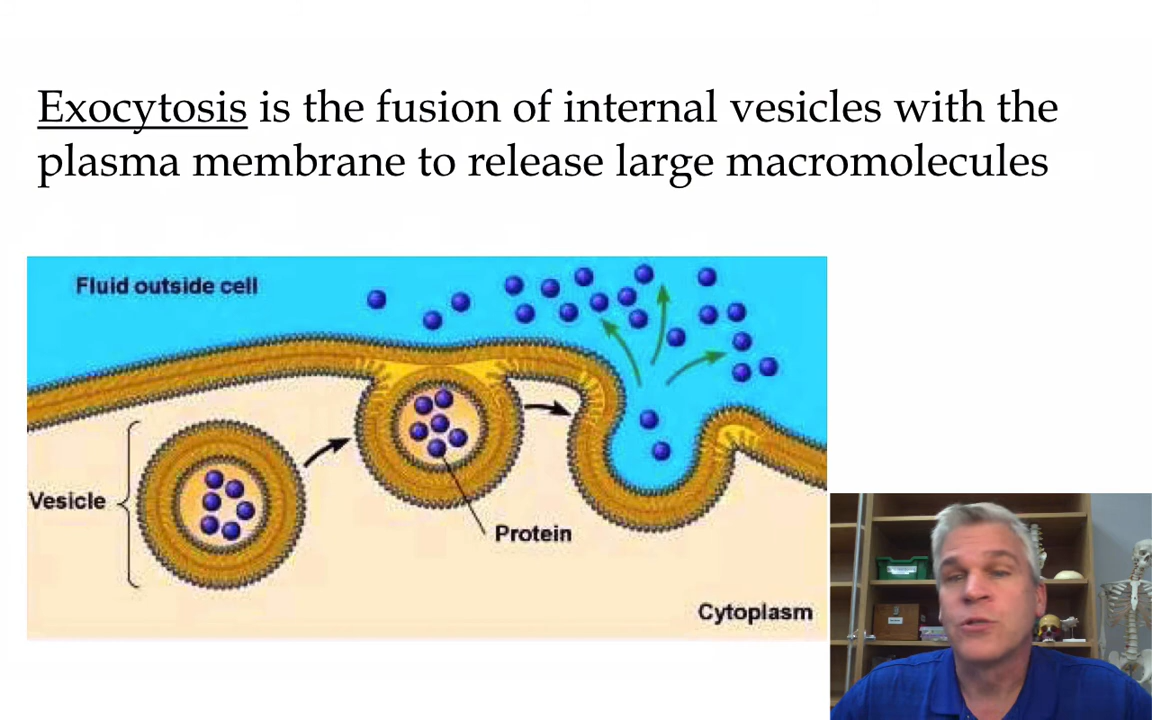 Exocytosis is the fusion of internal vesicles with the
plasma membrane to release large macromolecules
Fluid outside cell
Vesicle
Protein
Cytoplasm